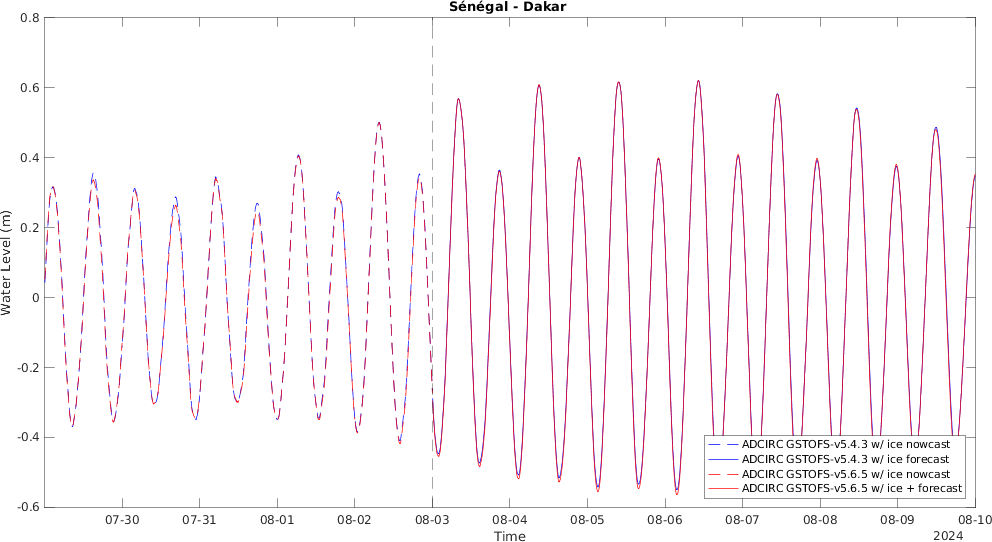 Sénégal - Dakar
Water Level (m)
0.8
0.6
0.4
0.2
0
-0.2
-0.4
-0.6
ADCIRC GSTOFS-v5.4.3 w/ ice nowcast
ADCIRC GSTOFS-v5.4.3 w/ ice forecast
ADCIRC GSTOFS-v5.6.5 w/ ice nowcast
ADCIRC GSTOFS-v5.6.5 w/ ice + forecast
07-30 07-31 08-01 08-02 08-03 08-04 08-05 08-06 08-07 08-08 08-09 08-10
Time
2024